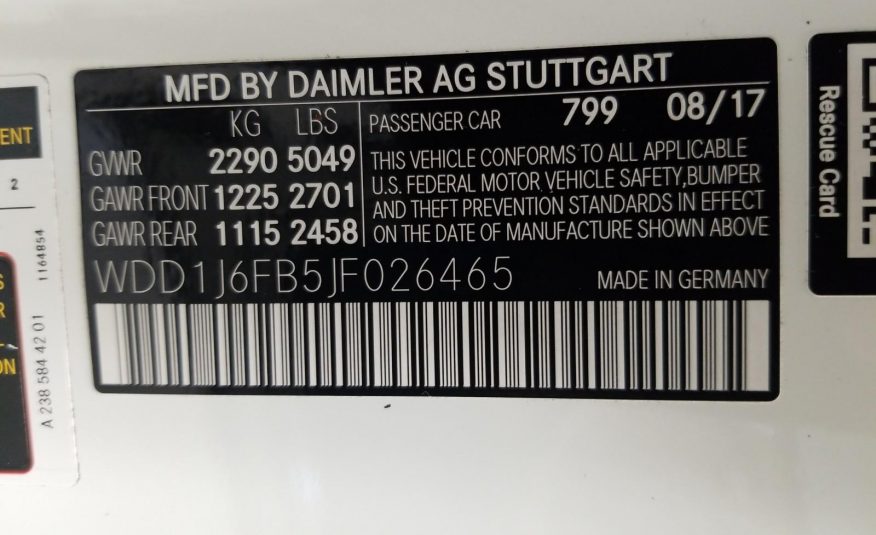 MFD BY DAIMLER AG STUTTGART
KG LBS
GVWR 2290 5049
GAWR FRONT 1225 2701
GAWR REAR 1115 2458
PASSENGER CAR 799 08/17
THIS VEHICLE CONFORMS TO ALL APPLICABLE
U.S. FEDERAL MOTOR VEHICLE SAFETY,BUMPER
AND THEFT PREVENTION STANDARDS IN EFFECT
ON THE DATE OF MANUFACTURE SHOWN ABOVE
WDD1J6FB5JF026465 MADE IN GERMANY
ENT
2
A 238 584 42 01 1164854
Rescue Card